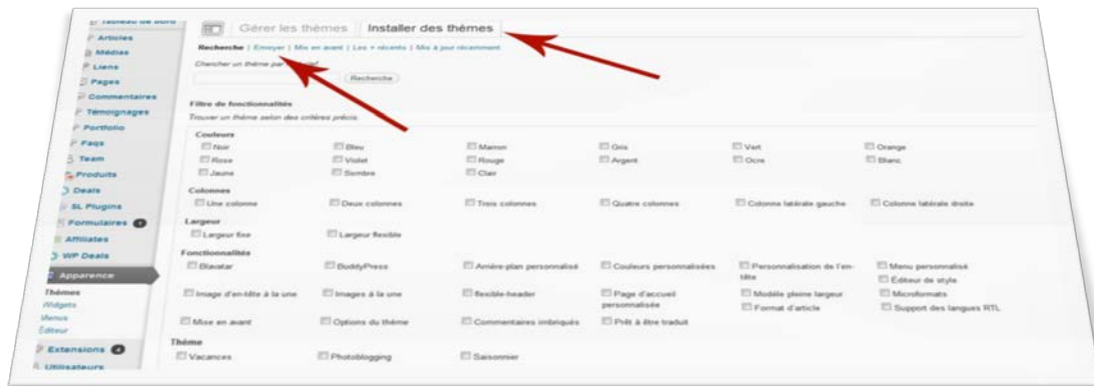 Tableau de bord
Articles
Médias
Liens
Pages
Commentaires
Témoignages
Portfolio
Faqs
Team
Produits
Deals
SL Plugins
Formulaires
Affiliates
WP Deals
Apparence
Thèmes
Widgets
Menus
Éditeur
Extensions
Utilisateurs
Gérer les thèmes Installer des thèmes
Recherche | Envoyer | Mis en avant | Les + récents | Mis à jour récemment
Chercher un thème par
Recherche
Filtre de fonctionnalités
Trouver un thème selon des critères précis.
Couleurs
Noir Bleu Marron Gris Vert Orange
Rose Violet Rouge Argent Ocre Blanc
Jaune Sombre Clair
Colonnes
Une colonne Deux colonnes Trois colonnes Quatre colonnes Colonne latérale gauche Colonne latérale droite
Largeur
Largeur fixe Largeur flexible
Fonctionnalités
Blavatar BuddyPress Arrière-plan personnalisé Couleurs personnalisées Personnalisation de l'en-tête Menu personnalisé
Éditeur de style
Image d'en-tête à la une Images à la une flexible-header Page d'accueil personnalisée Modèle pleine largeur Microformats
Format d'article Support des langues RTL
Mise en avant Options du thème Commentaires imbriqués Prêt à être traduit
Thème
Vacances Photoblogging Saisonnier